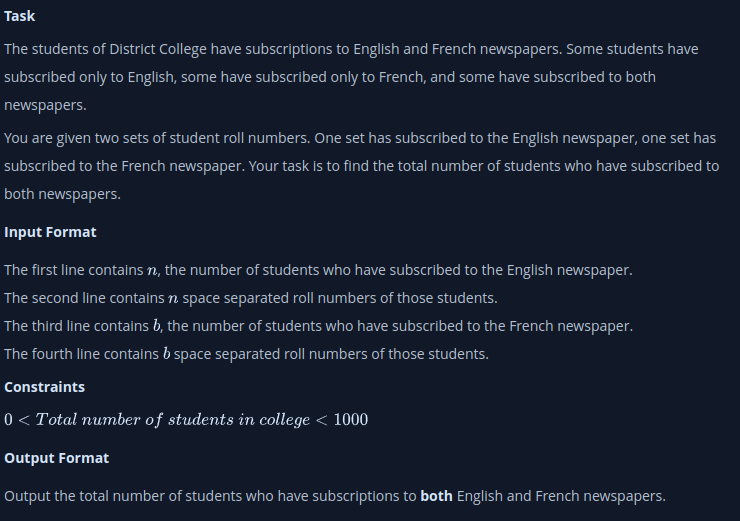 Task
The students of District College have subscriptions to English and French newspapers. Some students have
subscribed only to English, some have subscribed only to French, and some have subscribed to both
newspapers.
You are given two sets of student roll numbers. One set has subscribed to the English newspaper, one set has
subscribed to the French newspaper. Your task is to find the total number of students who have subscribed to
both newspapers.
Input Format
The first line contains n, the number of students who have subscribed to the English newspaper.
The second line contains n space separated roll numbers of those students.
The third line contains b, the number of students who have subscribed to the French newspaper.
The fourth line contains b space separated roll numbers of those students.
Constraints
0 < Total number of students in college < 1000
Output Format
Output the total number of students who have subscriptions to both English and French newspapers.